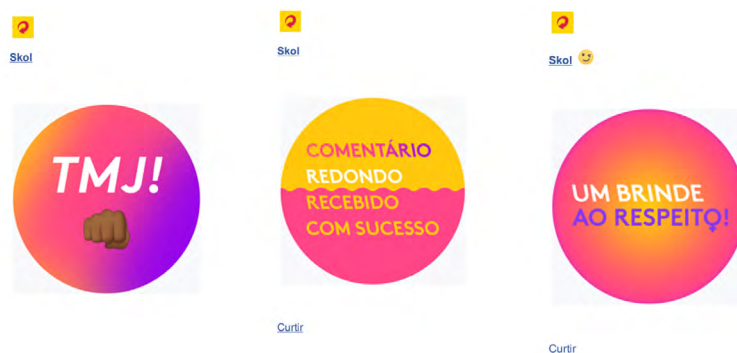 Skol
TMJ!
Skol
COMENTÁRIO
REDONDO
RECEBIDO
COM SUCESSO
Curtir
Skol
UM BRINDE
AO RESPEITO!
Curtir